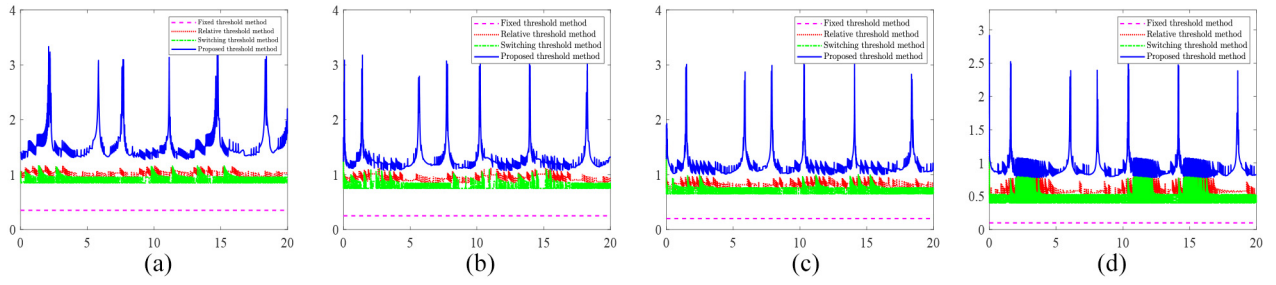 4
3
2
1
0
0 5 10 15 20
Fixed threshold method
Relative threshold method
Switching threshold method
Proposed threshold method
(a)
4
3
2
1
0
0 5 10 15 20
Fixed threshold method
Relative threshold method
Switching threshold method
Proposed threshold method
(b)
4
3
2
1
0
0 5 10 15 20
Fixed threshold method
Relative threshold method
Switching threshold method
Proposed threshold method
(c)
3
2.5
2
1.5
1
0.5
0
0 5 10 15 20
Fixed threshold method
Relative threshold method
Switching threshold method
Proposed threshold method
(d)